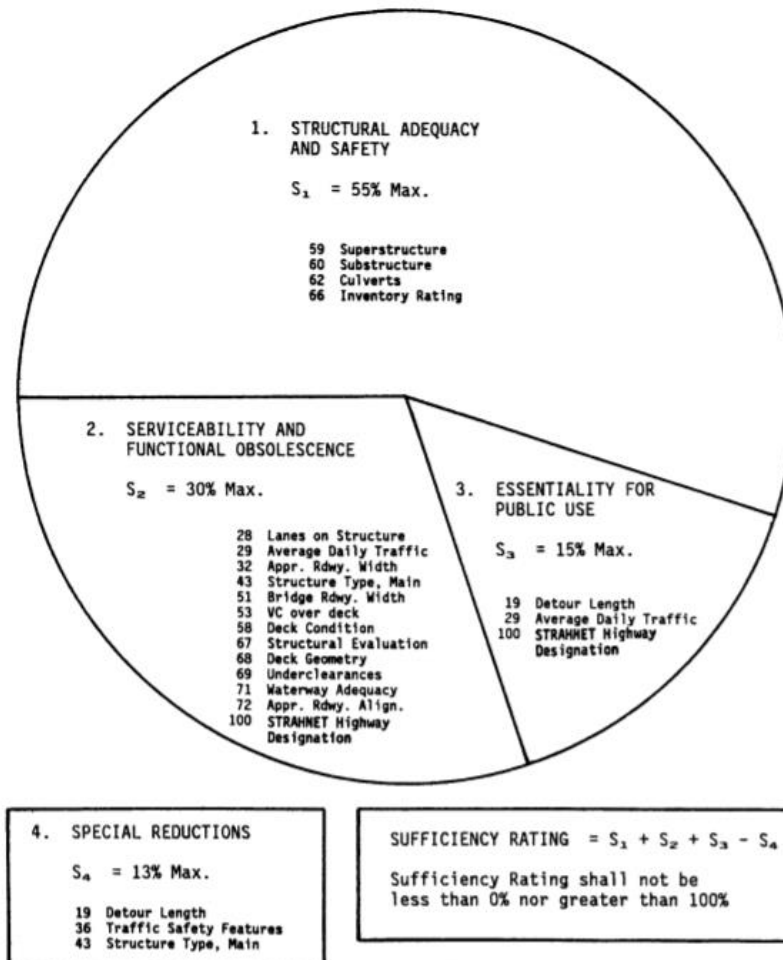 1. STRUCTURAL ADEQUACY
AND SAFETY
S₁ = 55% Max.
59 Superstructure
60 Substructure
62 Culverts
66 Inventory Rating
2. SERVICEABILITY AND
FUNCTIONAL OBSOLESCENCE
S₂ = 30% Max.
28 Lanes on Structure
29 Average Daily Traffic
32 Appr. Rdwy. Width
43 Structure Type, Main
51 Bridge Rdwy. Width
53 VC over deck
58 Deck Condition
67 Structural Evaluation
68 Deck Geometry
69 Underclearances
71 Waterway Adequacy
72 Appr. Rdwy. Align.
100 STRAHNET Highway
Designation
3. ESSENTIALITY FOR
PUBLIC USE
S₃ = 15% Max.
19 Detour Length
29 Average Daily Traffic
100 STRAHNET Highway
Designation
4. SPECIAL REDUCTIONS
S₄ = 13% Max.
19 Detour Length
36 Traffic Safety Features
43 Structure Type, Main
SUFFICIENCY RATING = S₁ + S₂ + S₃ - S₄
Sufficiency Rating shall not be
less than 0% nor greater than 100%